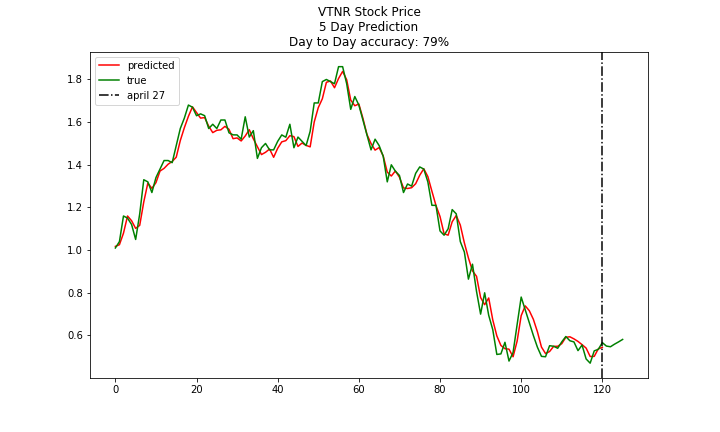 VTNR Stock Price
5 Day Prediction
Day to Day accuracy: 79%
predicted
true
april 27
1.8
1.6
1.4
1.2
1.0
0.8
0.6
0 20 40 60 80 100 120